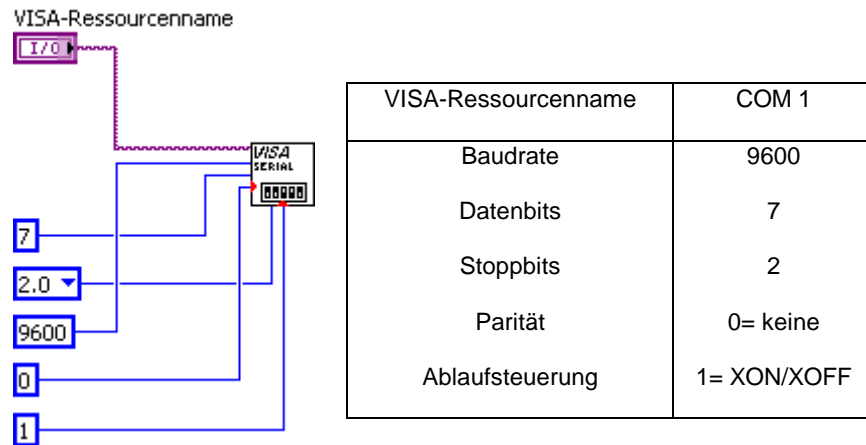 VISA-Ressourcenname
I/O
VISA
SERIAL
7
2.0
9600
0
1
VISA-Ressourcenname COM 1
Baudrate 9600
Datenbits 7
Stoppbits 2
Parität 0= keine
Ablaufsteuerung 1= XON/XOFF